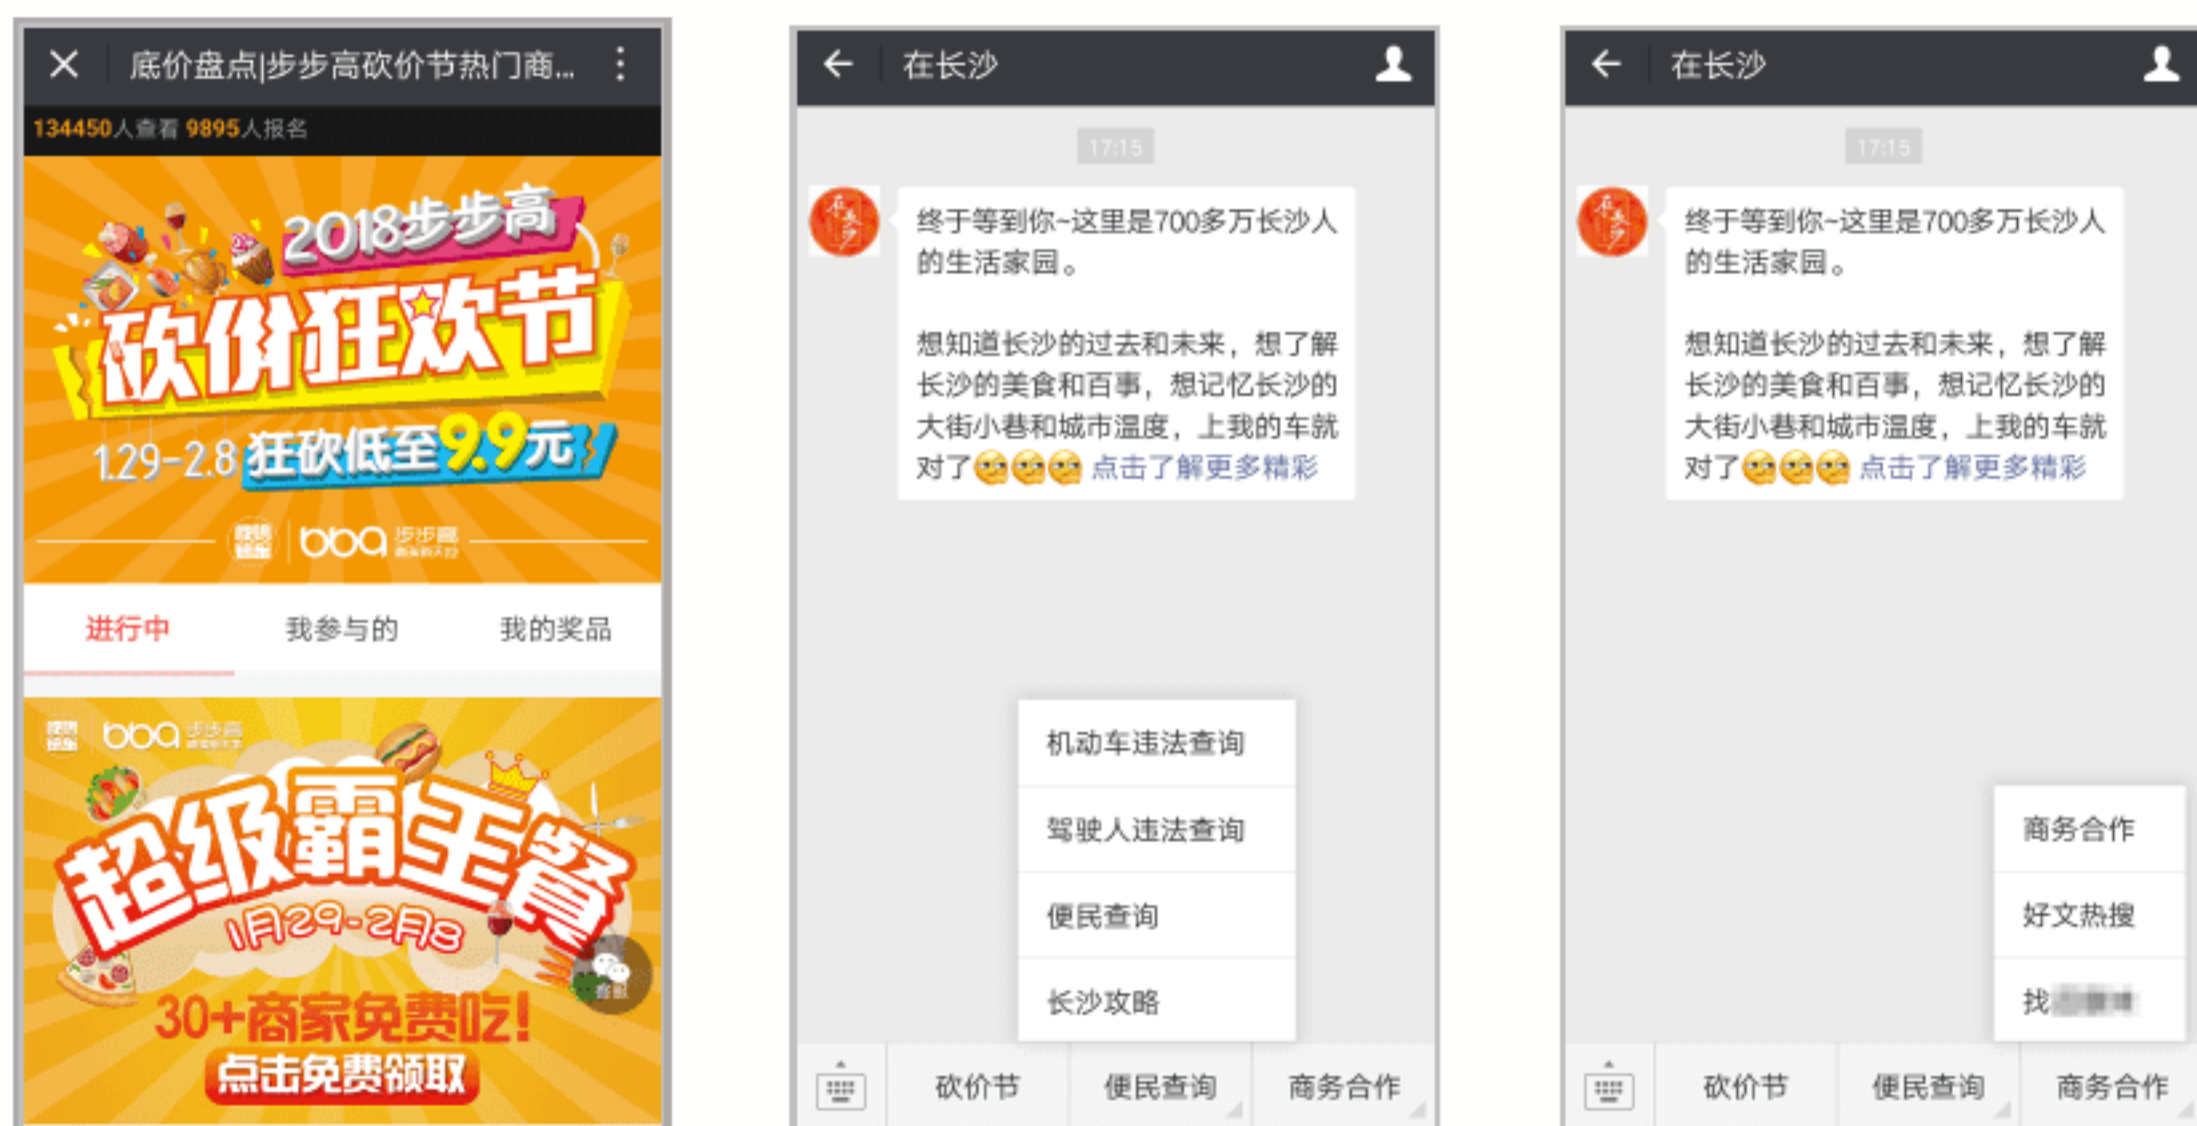 底价盘点|步步高砍价节热门商...
134450人查看 9895人报名
2018步步高
砍价狂欢节
1.29-2.8 狂砍低至9.9元
bbg 步步高
进行中
我参与的
我的奖品
bbg 步步高
超级霸王餐
1月29-2月8
30+商家免费吃!
点击免费领取
在长沙
17:15
终于等到你~这里是700多万长沙人
的生活家园。
想知道长沙的过去和未来，想了解
长沙的美食和百事，想记忆长沙的
大街小巷和城市温度，上我的车就
对了 点击了解更多精彩
机动车违法查询
驾驶人违法查询
便民查询
长沙攻略
砍价节
便民查询
商务合作
在长沙
17:15
终于等到你~这里是700多万长沙人
的生活家园。
想知道长沙的过去和未来，想了解
长沙的美食和百事，想记忆长沙的
大街小巷和城市温度，上我的车就
对了 点击了解更多精彩
商务合作
好文热搜
找
砍价节
便民查询
商务合作